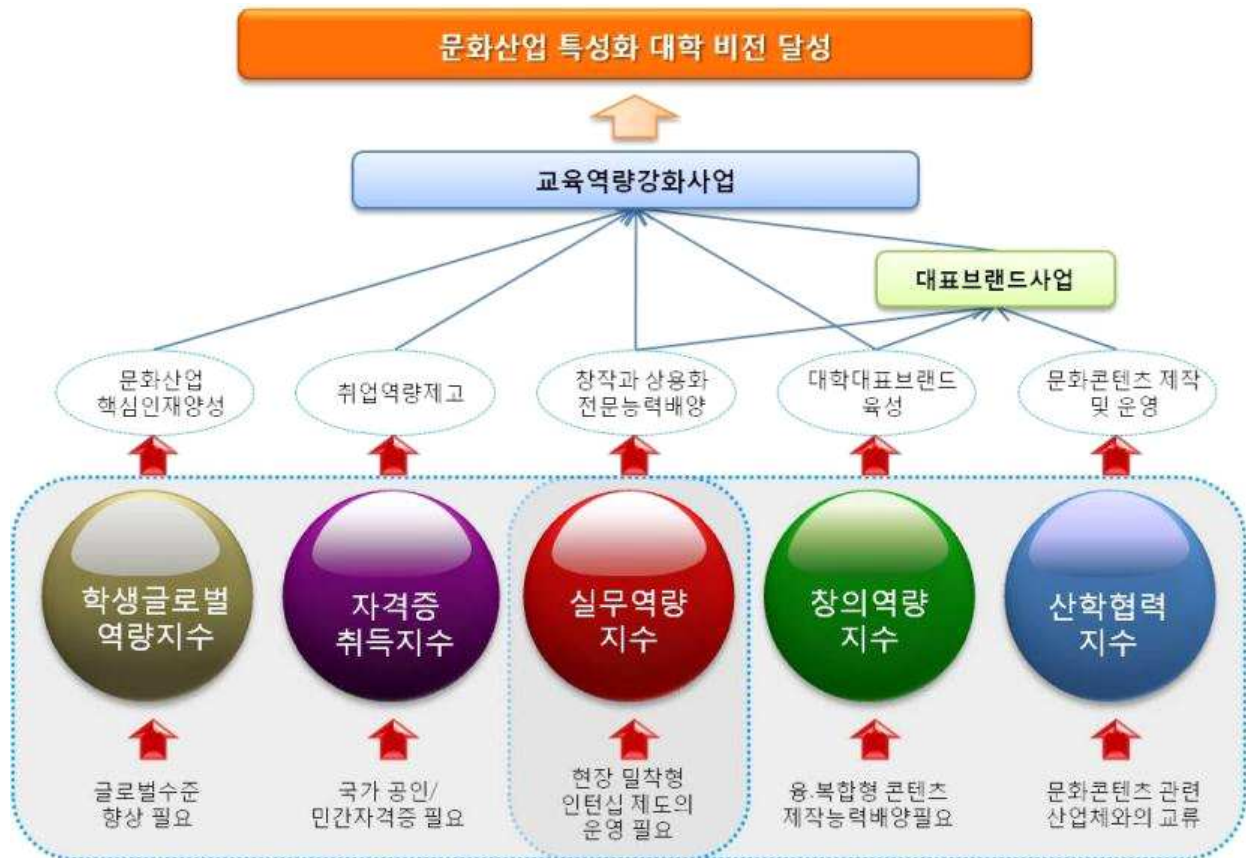 문화산업 특성화 대학 비전 달성
교육역량강화사업
대표브랜드사업
문화산업
핵심인재양성
취업역량제고
창작과 상용화
전문능력배양
대학대표브랜드
육성
문화콘텐츠 제작
및 운영
학생글로벌
역량지수
자격증
취득지수
실무역량
지수
창의역량
지수
산학협력
지수
글로벌수준
향상 필요
국가 공인/
민간자격증 필요
현장 밀착형
인턴십 제도의
운영 필요
융.복합형 콘텐츠
제작능력배양필요
문화콘텐츠 관련
산업체와의 교류